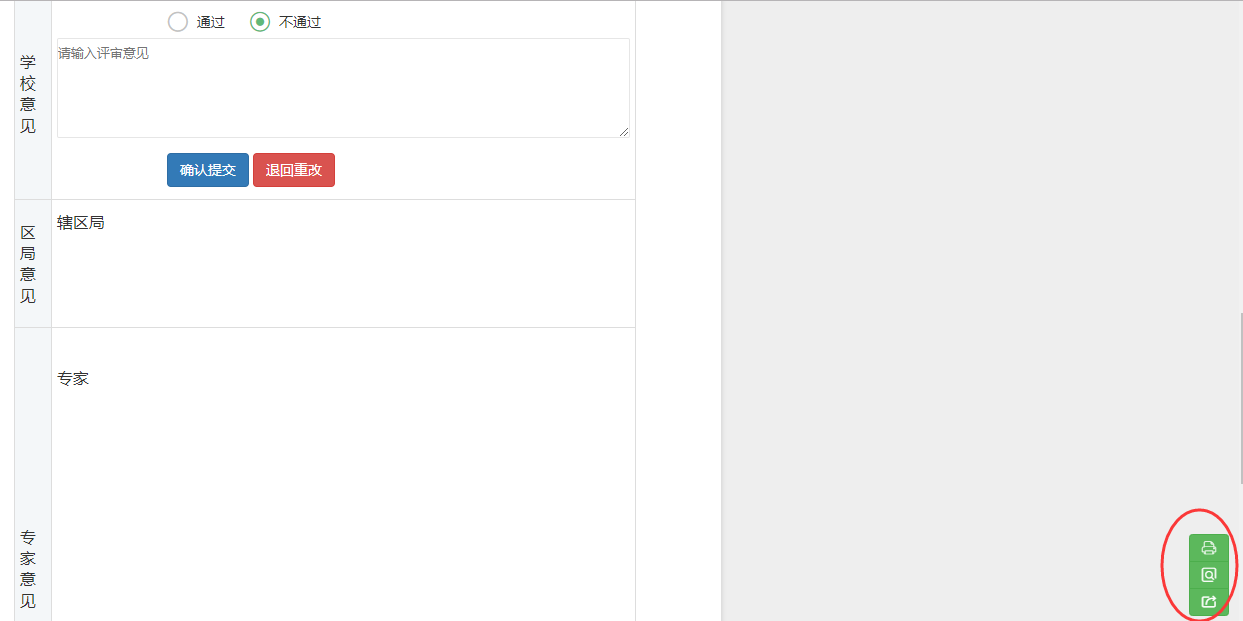 通过 不通过
学校意见
请输入评审意见
确认提交 退回重改
区局意见
辖区局
专家
专家意见